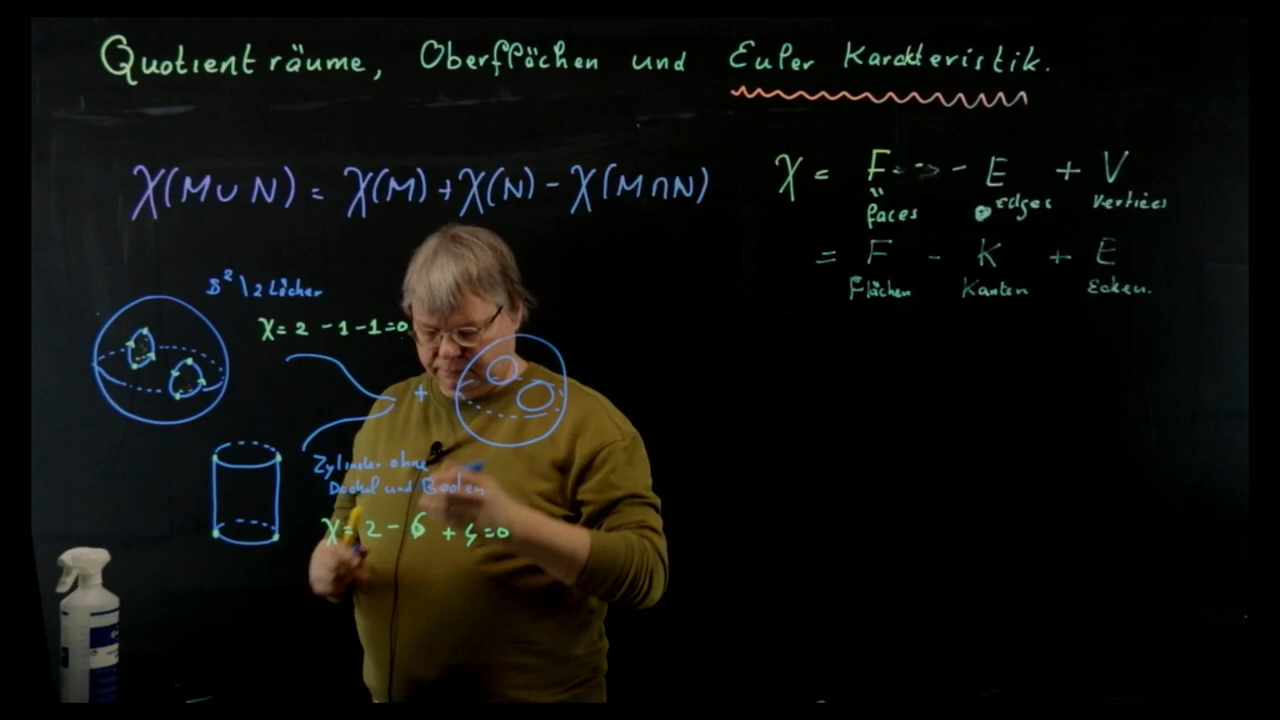 Quotienträume, Oberflächen und Euler Karakteristik.
χ(M∪N) = χ(M)+χ(N) - χ(M∩N)
χ = F - E + V
faces edges vertices
= F - K + E
Flächen Kanten Ecken.
S² \ 2 Löcher
χ = 2 - 1 - 1 = 0
+
Zylinder ohne
Deckel und Boden
χ = 2 - 6 + 4 = 0